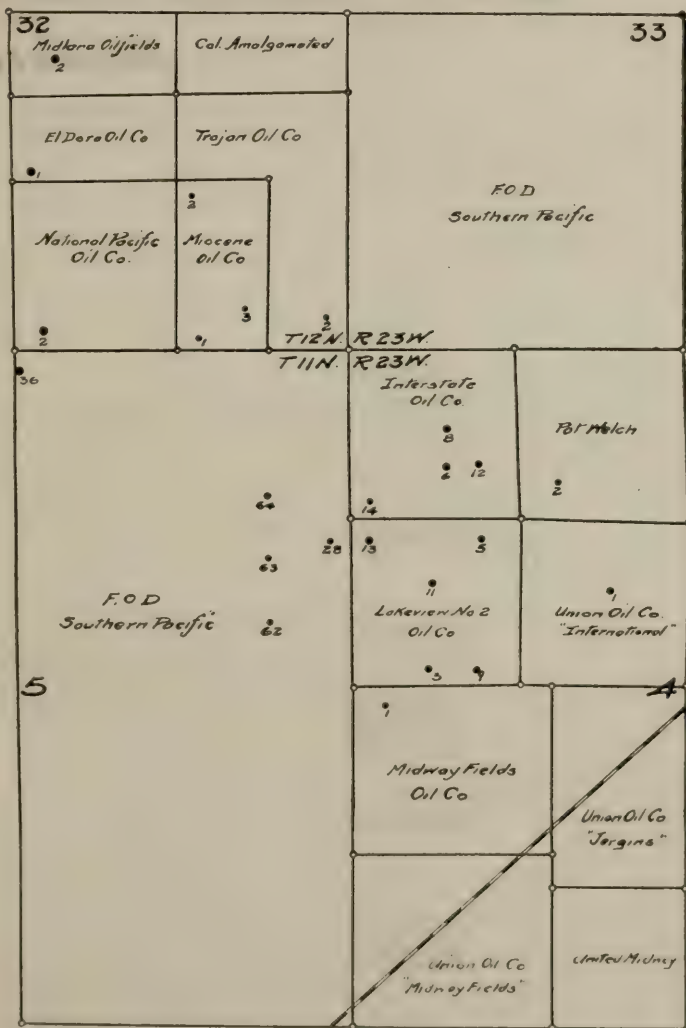 32
33
Midland Oilfields
2
Cal. Amalgamated
El Dora Oil Co
1
Trojan Oil Co
F.O.D
Southern Pacific
National Pacific
Oil Co.
2
2
Miocene
Oil Co
3
1
2
T12N. R23W.
T11N. R23W.
36
Interstate
Oil Co.
8
6
12
14
Pat Welch
2
64
28
63
62
F.O.D
Southern Pacific
13
5
11
Lakeview No 2
Oil Co
3
7
1
Union Oil Co.
"International"
5
4
1
Midway Fields
Oil Co
Union Oil Co
"Jergins"
Union Oil Co
"Midway Fields"
United Midway